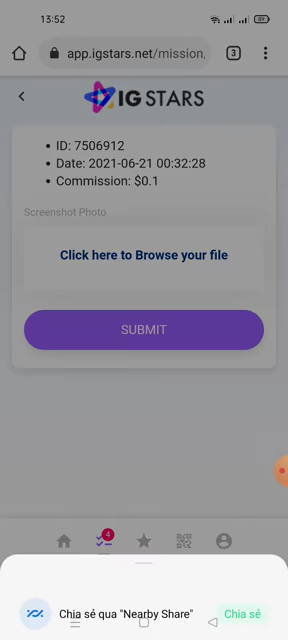 13:52
app.igstars.net/mission,
3
IG STARS
ID: 7506912
Date: 2021-06-21 00:32:28
Commission: $0.1
Screenshot Photo
Click here to Browse your file
SUBMIT
4
Chia sẻ qua "Nearby Share"
Chia sẻ